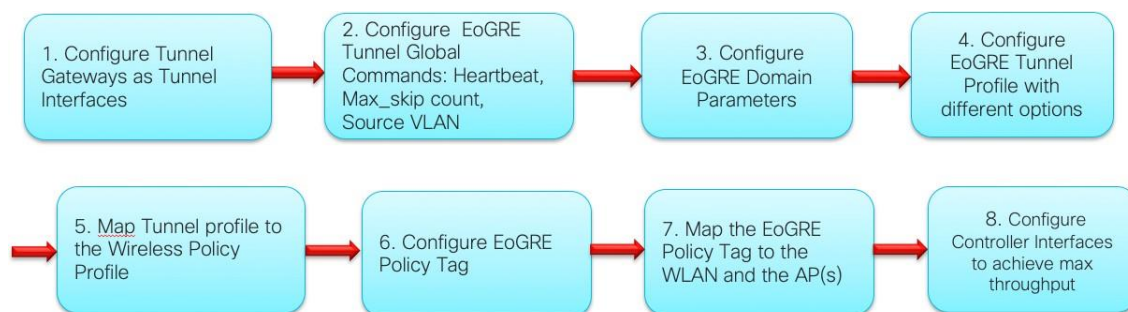 1. Configure Tunnel
Gateways as Tunnel
Interfaces
2. Configure EoGRE
Tunnel Global
Commands: Heartbeat,
Max_skip count,
Source VLAN
3. Configure
EoGRE Domain
Parameters
4. Configure
EoGRE Tunnel
Profile with
different options
5. Map Tunnel profile to
the Wireless Policy
Profile
6. Configure EoGRE
Policy Tag
7. Map the EoGRE
Policy Tag to the
WLAN and the AP(s)
8. Configure
Controller Interfaces
to achieve max
throughput